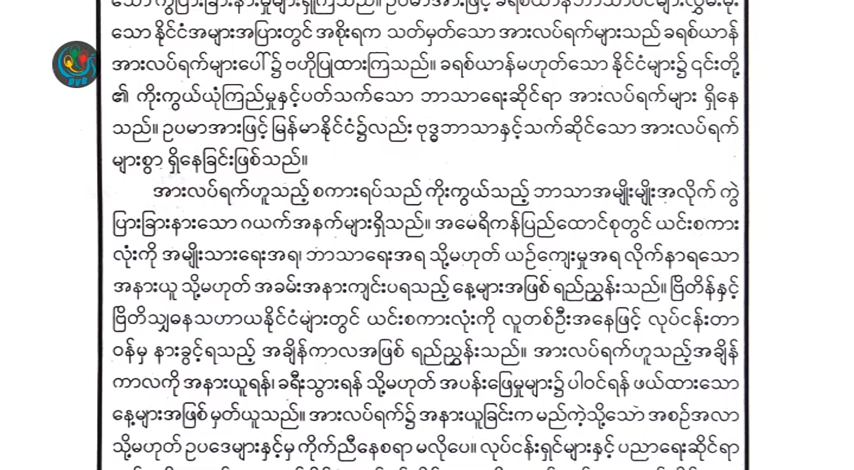 သော ကွဲပြားခြားနားမှုများရှိကြသည်။ ဥပမာအားဖြင့် ခရစ်ယာန်ဘာသာဝင်များလွှမ်းမိုး
သော နိုင်ငံအများအပြားတွင် အစိုးရက သတ်မှတ်သော အားလပ်ရက်များသည် ခရစ်ယာန်
အားလပ်ရက်များပေါ်၌ ဗဟိုပြုထားကြသည်။ ခရစ်ယာန်မဟုတ်သော နိုင်ငံများ၌ ၎င်းတို့
၏ ကိုးကွယ်ယုံကြည်မှုနှင့်ပတ်သက်သော ဘာသာရေးဆိုင်ရာ အားလပ်ရက်များ ရှိနေ
သည်။ ဥပမာအားဖြင့် မြန်မာနိုင်ငံ၌လည်း ဗုဒ္ဓဘာသာနှင့်သက်ဆိုင်သော အားလပ်ရက်
များစွာ ရှိနေခြင်းဖြစ်သည်။
အားလပ်ရက်ဟူသည့် စကားရပ်သည် ကိုးကွယ်သည့် ဘာသာအမျိုးမျိုးအလိုက် ကွဲ
ပြားခြားနားသော ဂယက်အနက်များရှိသည်။ အမေရိကန်ပြည်ထောင်စုတွင် ယင်းစကား
လုံးကို အမျိုးသားရေးအရ၊ ဘာသာရေးအရ သို့မဟုတ် ယဉ်ကျေးမှုအရ လိုက်နာရသော
အနားယူ သို့မဟုတ် အခမ်းအနားကျင်းပရသည့် နေ့များအဖြစ် ရည်ညွှန်းသည်။ ဗြိတိန်နှင့်
ဗြိတိသျှဓနသဟာယနိုင်ငံများတွင် ယင်းစကားလုံးကို လူတစ်ဦးအနေဖြင့် လုပ်ငန်းတာ
ဝန်မှ နားခွင့်ရသည့် အချိန်ကာလအဖြစ် ရည်ညွှန်းသည်။ အားလပ်ရက်ဟူသည့်အချိန်
ကာလကို အနားယူရန်၊ ခရီးသွားရန် သို့မဟုတ် အပန်းဖြေမှုများ၌ ပါဝင်ရန် ဖယ်ထားသော
နေ့များအဖြစ် မှတ်ယူသည်။ အားလပ်ရက်၌ အနားယူခြင်းက မည်ကဲ့သို့သော အစဉ်အလာ
သို့မဟုတ် ဥပဒေများနှင့်မှ ကိုက်ညီနေစရာ မလိုပေ။ လုပ်ငန်းရှင်များနှင့် ပညာရေးဆိုင်ရာ